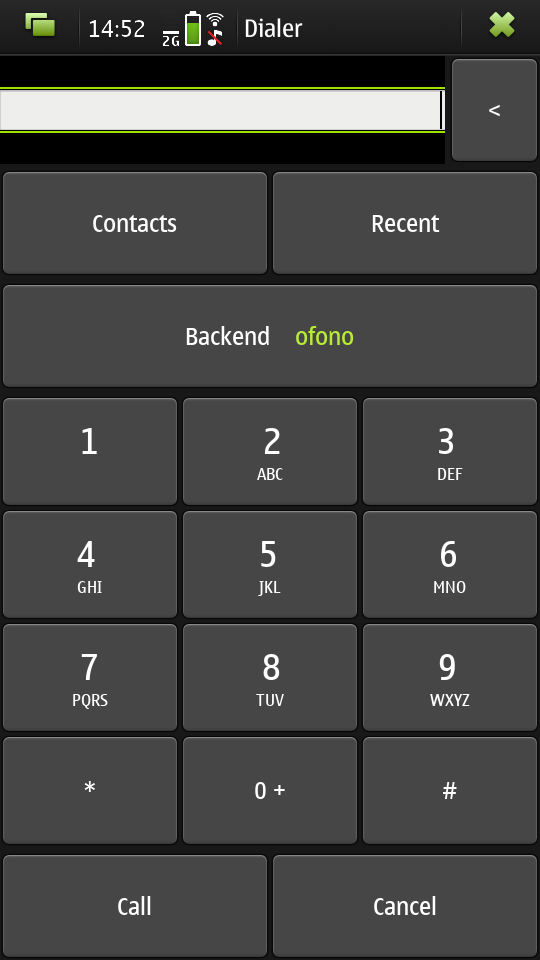 14:52 2G Dialer
<
Contacts Recent
Backend ofono
1 2 3
ABC DEF
4 5 6
GHI JKL MNO
7 8 9
PQRS TUV WXYZ
* 0 + #
Call Cancel